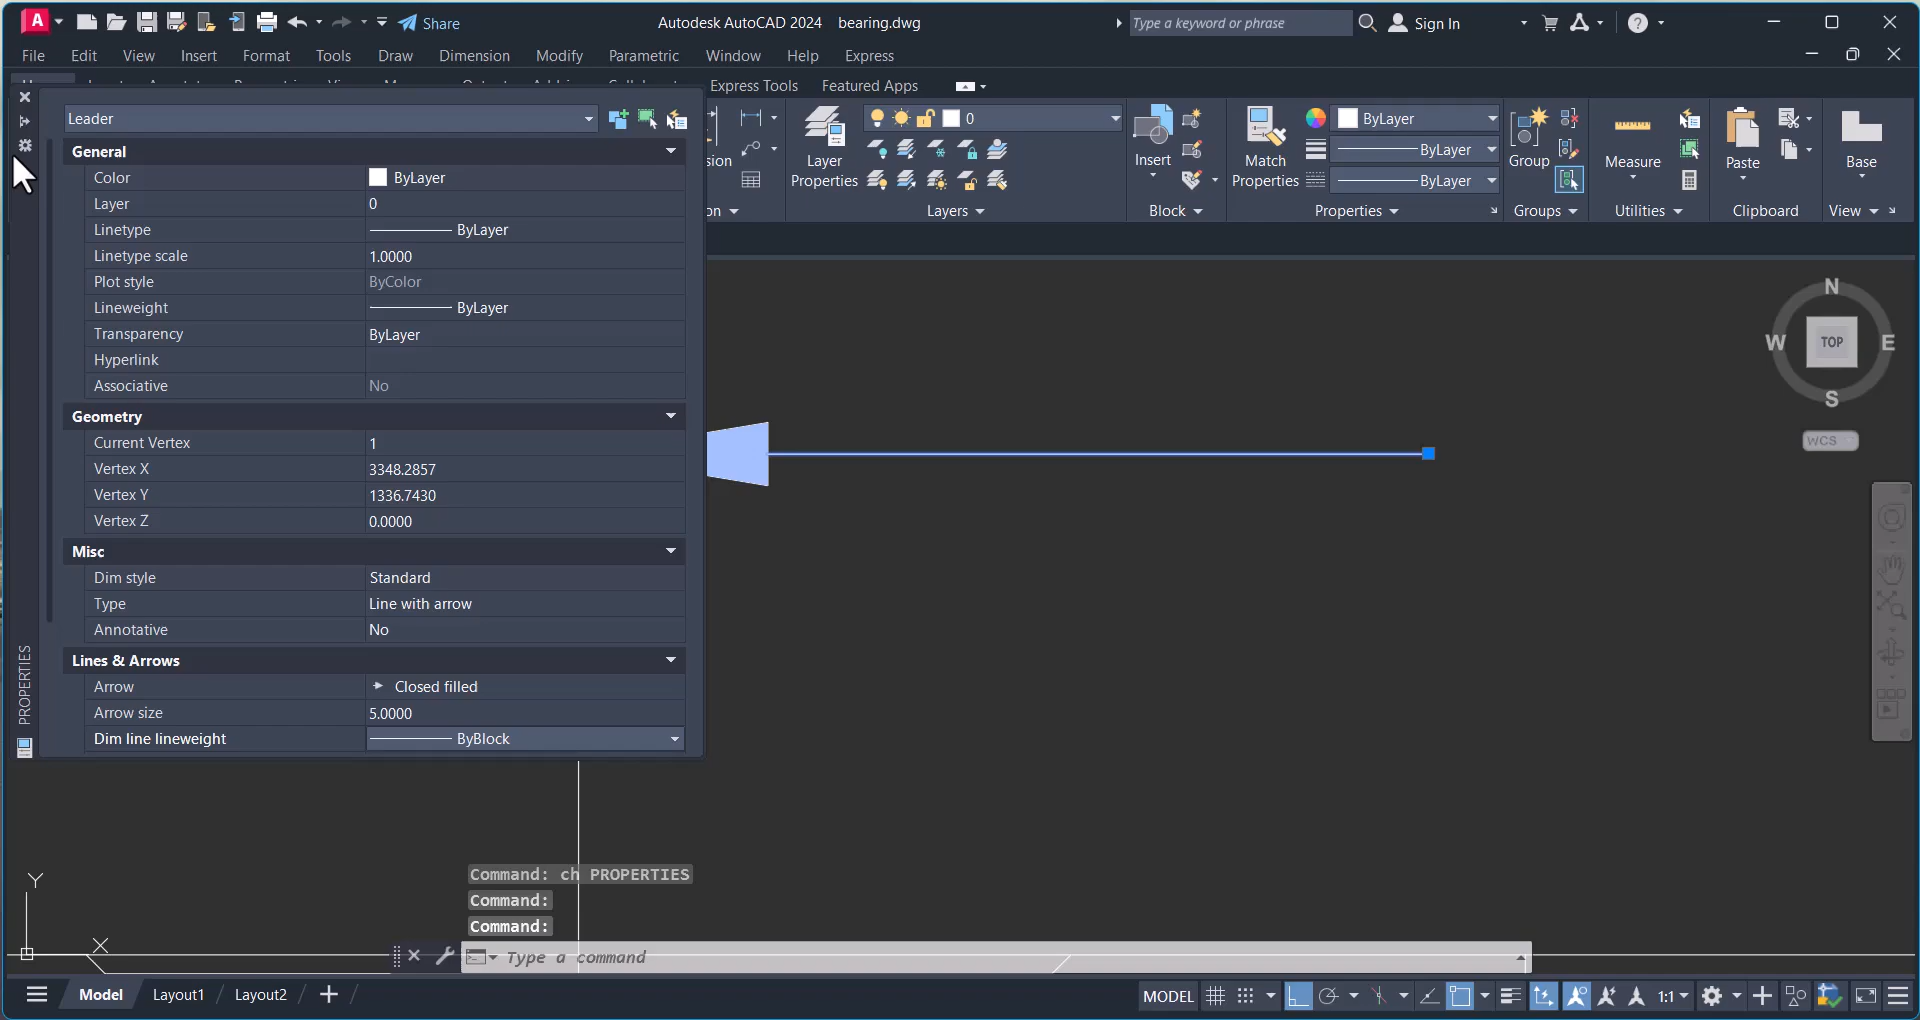 A
Share
Autodesk AutoCAD 2024 bearing.dwg
Type a keyword or phrase
Sign In
File Edit View Insert Format Tools Draw Dimension Modify Parametric Window Help Express
Express Tools Featured Apps
Leader
General
Color ByLayer
Layer 0
Linetype ByLayer
Linetype scale 1.0000
Plot style ByColor
Lineweight ByLayer
Transparency ByLayer
Hyperlink
Associative No
Geometry
Current Vertex 1
Vertex X 3348.2857
Vertex Y 1336.7430
Vertex Z 0.0000
Misc
Dim style Standard
Type Line with arrow
Annotative No
Lines & Arrows
Arrow Closed filled
Arrow size 5.0000
Dim line lineweight ByBlock
PROPERTIES
Layer
Properties
0
Layers
Insert
Block
Match
Properties
ByLayer
ByLayer
ByLayer
Properties
Group
Groups
Measure
Utilities
Paste
Clipboard
Base
View
N
W TOP E
S
WCS
Y
X
Command: ch PROPERTIES
Command:
Command:
Type a command
Model Layout1 Layout2
MODEL
1:1